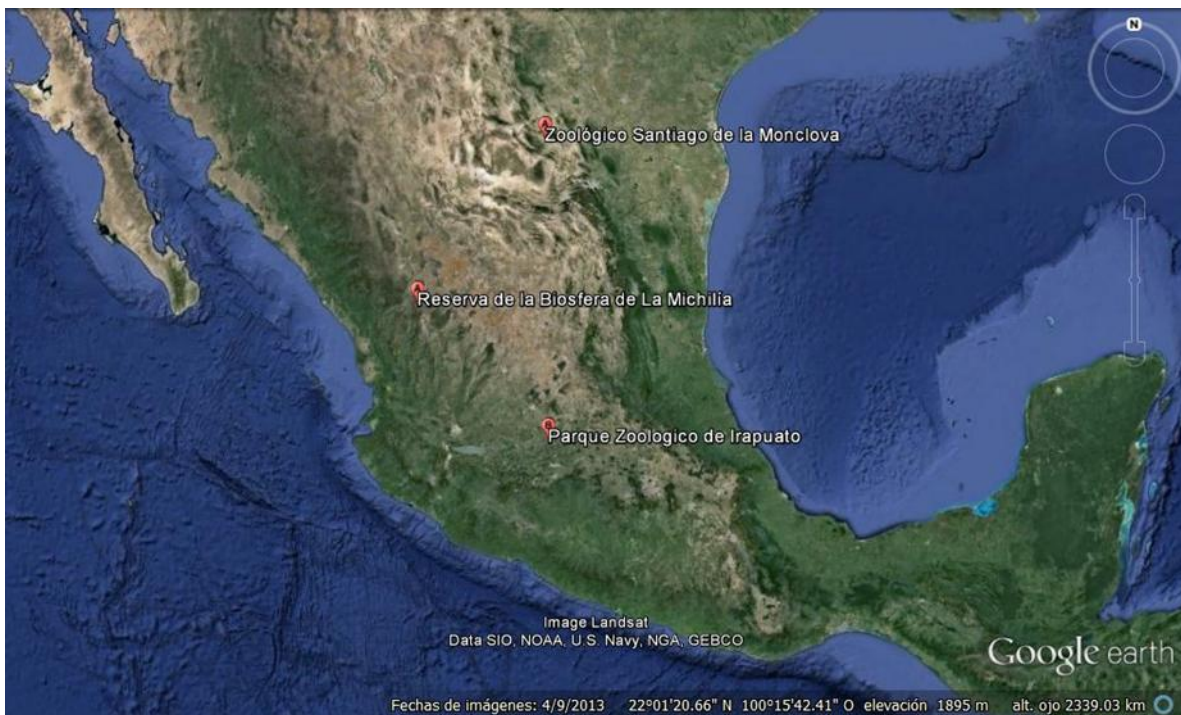 N
Zoológico Santiago de la Monclova
Reserva de la Biosfera de La Michilía
Parque Zoologico de Irapuato
Image Landsat
Data SIO, NOAA, U.S. Navy, NGA, GEBCO
Google earth
Fechas de imágenes: 4/9/2013 22°01'20.66" N 100°15'42.41" O elevación 1895 m alt. ojo 2339.03 km